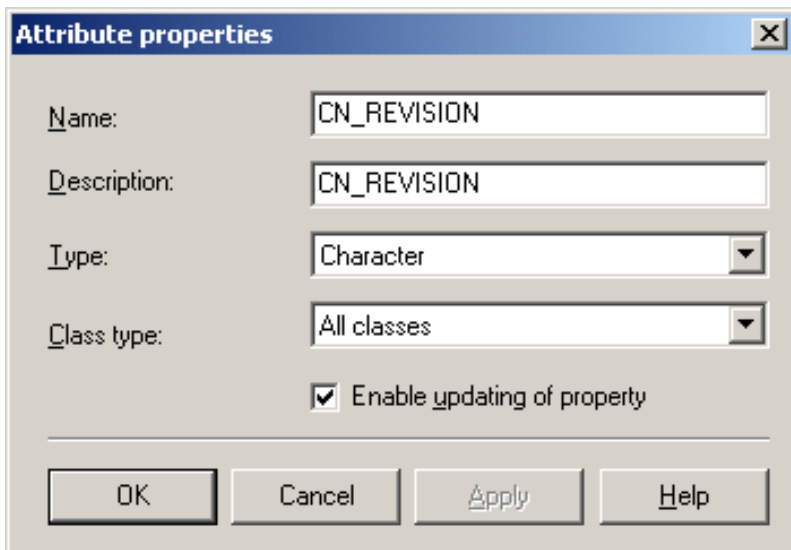 Attribute properties
Name: CN_REVISION
Description: CN_REVISION
Type: Character
Class type: All classes
Enable updating of property
OK Cancel Apply Help